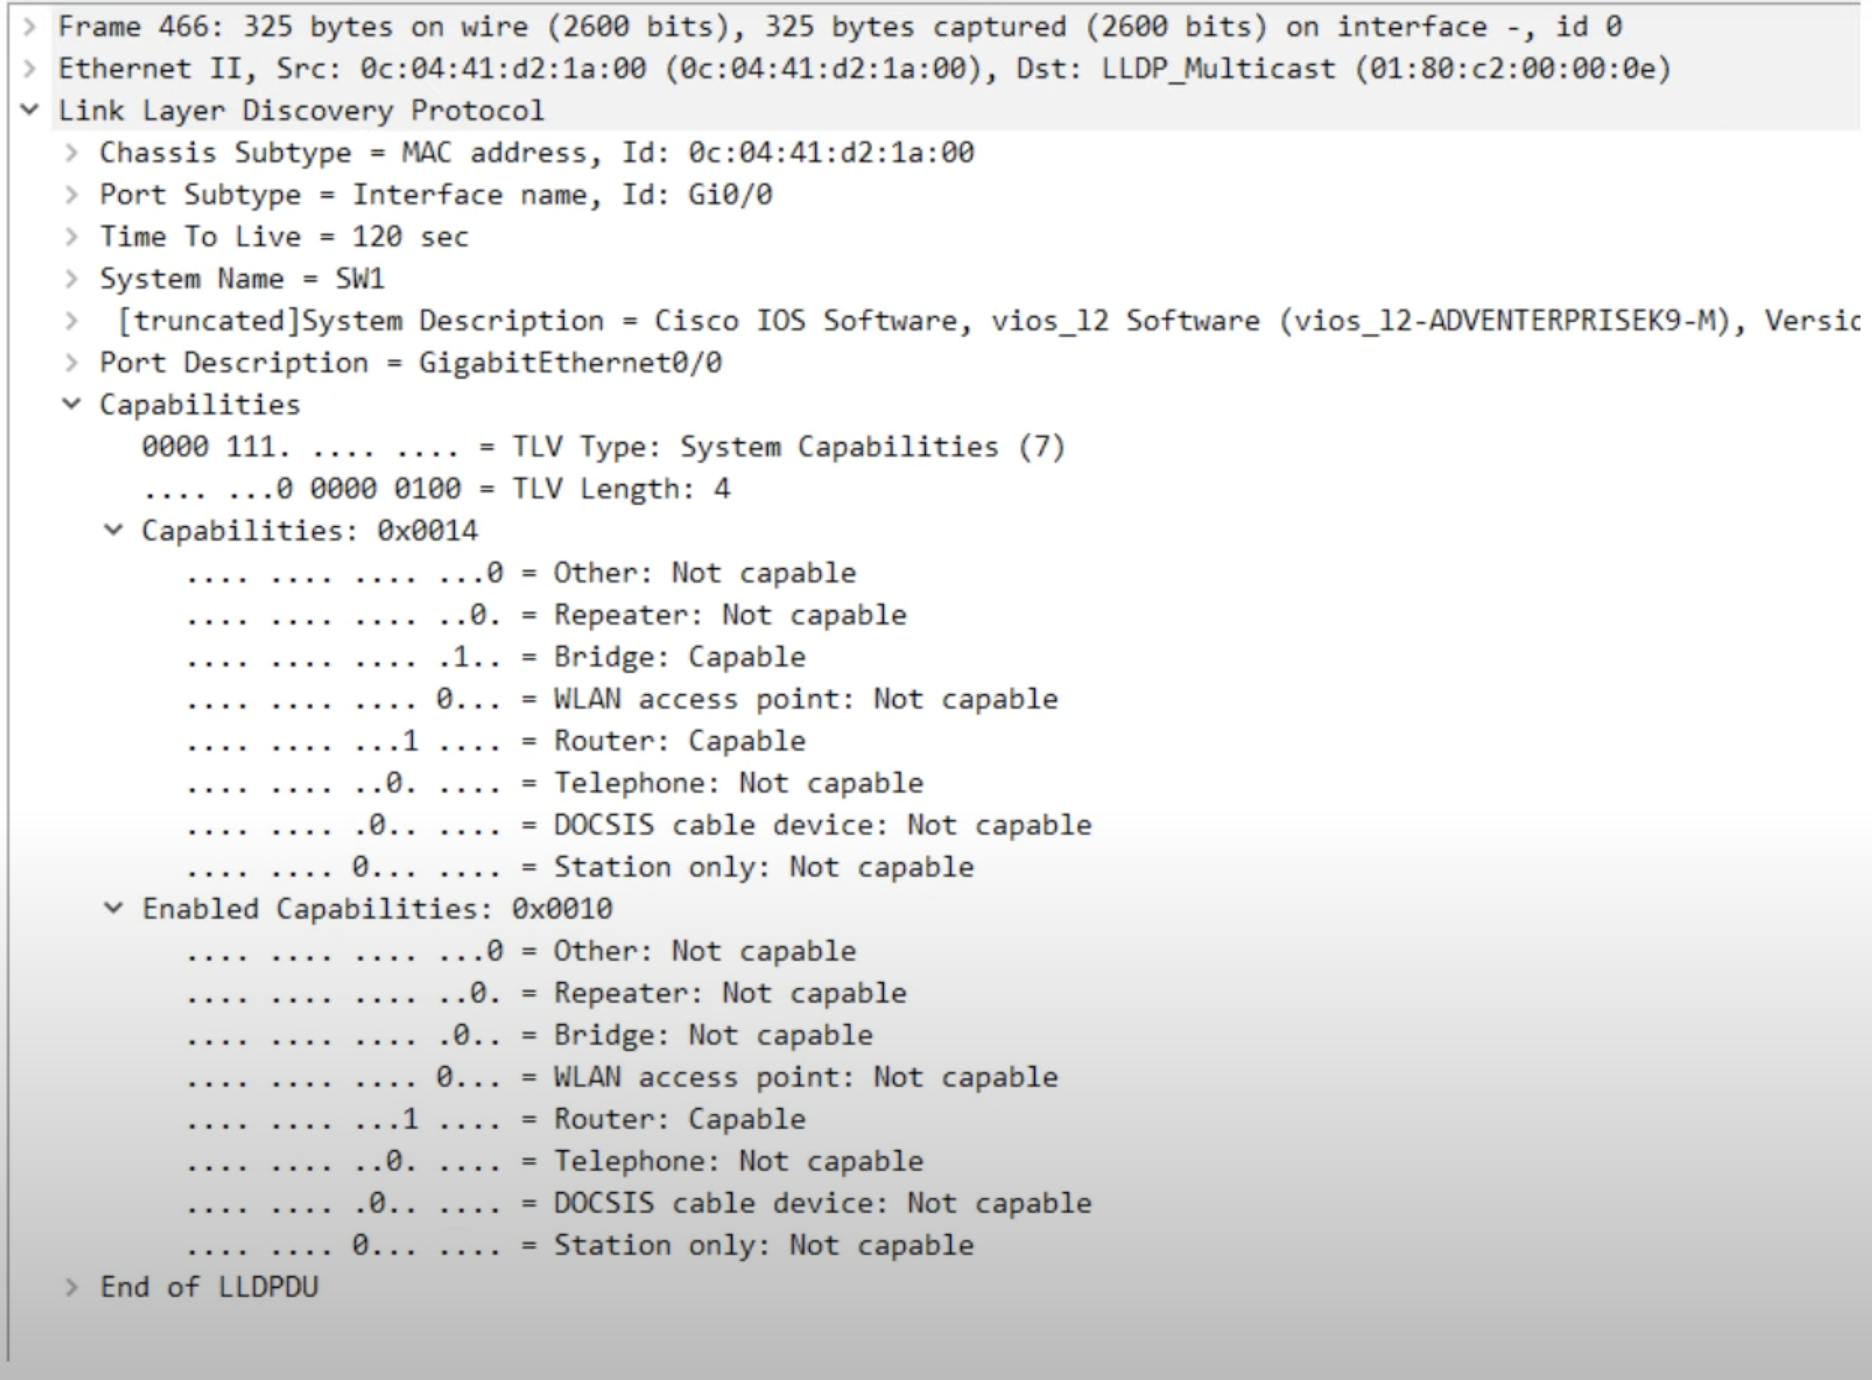 Frame 466: 325 bytes on wire (2600 bits), 325 bytes captured (2600 bits) on interface -, id 0
Ethernet II, Src: 0c:04:41:d2:1a:00 (0c:04:41:d2:1a:00), Dst: LLDP_Multicast (01:80:c2:00:00:0e)
Link Layer Discovery Protocol
Chassis Subtype = MAC address, Id: 0c:04:41:d2:1a:00
Port Subtype = Interface name, Id: Gi0/0
Time To Live = 120 sec
System Name = SW1
[truncated]System Description = Cisco IOS Software, vios_l2 Software (vios_l2-ADVENTERPRISEK9-M), Versic
Port Description = GigabitEthernet0/0
Capabilities
0000 111. .... .... = TLV Type: System Capabilities (7)
.... ...0 0000 0100 = TLV Length: 4
Capabilities: 0x0014
.... .... .... ...0 = Other: Not capable
.... .... .... ..0. = Repeater: Not capable
.... .... .... .1.. = Bridge: Capable
.... .... .... 0... = WLAN access point: Not capable
.... .... ...1 .... = Router: Capable
.... .... ..0. .... = Telephone: Not capable
.... .... .0.. .... = DOCSIS cable device: Not capable
.... .... 0... .... = Station only: Not capable
Enabled Capabilities: 0x0010
.... .... .... ...0 = Other: Not capable
.... .... .... ..0. = Repeater: Not capable
.... .... .... .0.. = Bridge: Not capable
.... .... .... 0... = WLAN access point: Not capable
.... .... ...1 .... = Router: Capable
.... .... ..0. .... = Telephone: Not capable
.... .... .0.. .... = DOCSIS cable device: Not capable
.... .... 0... .... = Station only: Not capable
End of LLDPDU